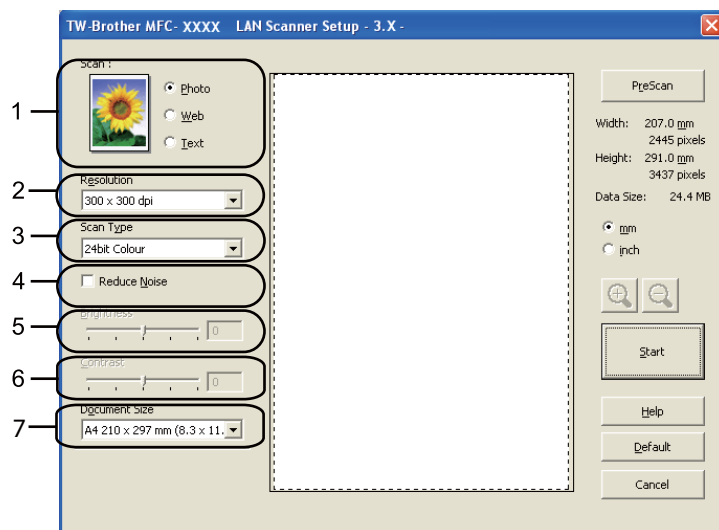 TW-Brother MFC- XXXX LAN Scanner Setup - 3.X -
1
Scan :
Photo
Web
Text
2
Resolution
300 x 300 dpi
3
Scan Type
24bit Colour
4
Reduce Noise
5
Brightness
0
6
Contrast
0
7
Document Size
A4 210 x 297 mm (8.3 x 11.
PreScan
Width: 207.0 mm
2445 pixels
Height: 291.0 mm
3437 pixels
Data Size: 24.4 MB
mm
inch
Start
Help
Default
Cancel